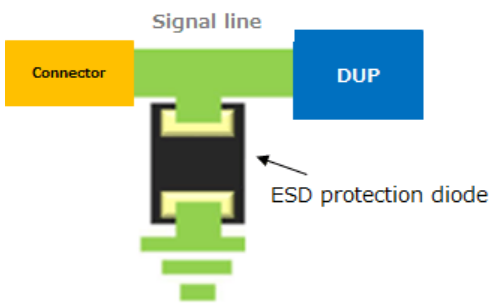 Signal line
Connector
DUP
ESD protection diode